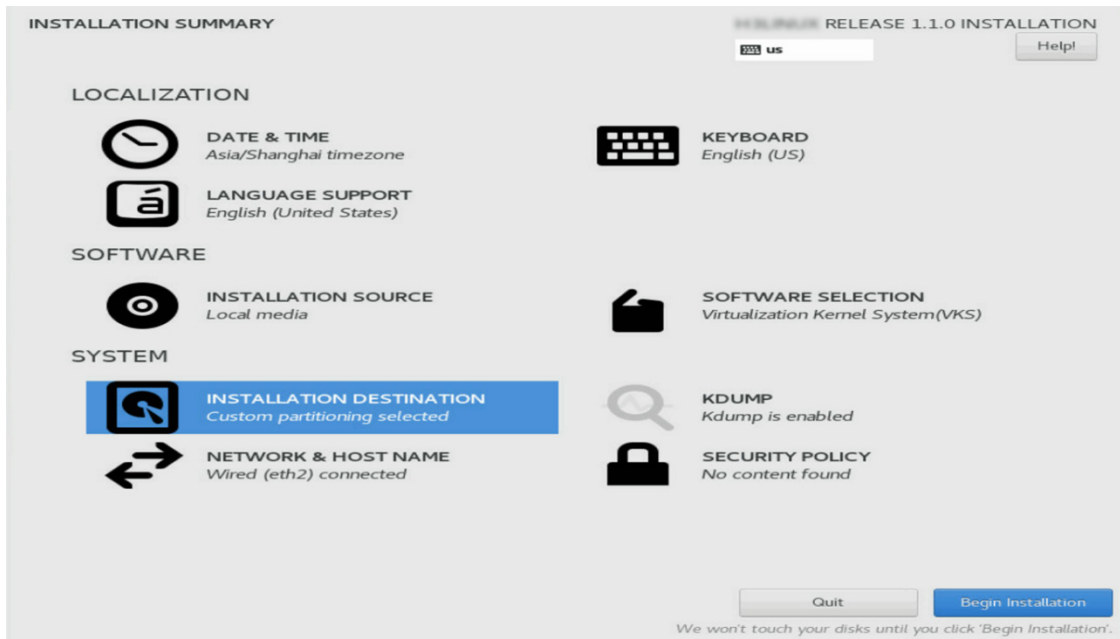 INSTALLATION SUMMARY
RELEASE 1.1.0 INSTALLATION
us
Help!
LOCALIZATION
DATE & TIME
Asia/Shanghai timezone
KEYBOARD
English (US)
LANGUAGE SUPPORT
English (United States)
SOFTWARE
INSTALLATION SOURCE
Local media
SOFTWARE SELECTION
Virtualization Kernel System(VKS)
SYSTEM
INSTALLATION DESTINATION
Custom partitioning selected
KDUMP
Kdump is enabled
NETWORK & HOST NAME
Wired (eth2) connected
SECURITY POLICY
No content found
Quit
Begin Installation
We won't touch your disks until you click 'Begin Installation'.